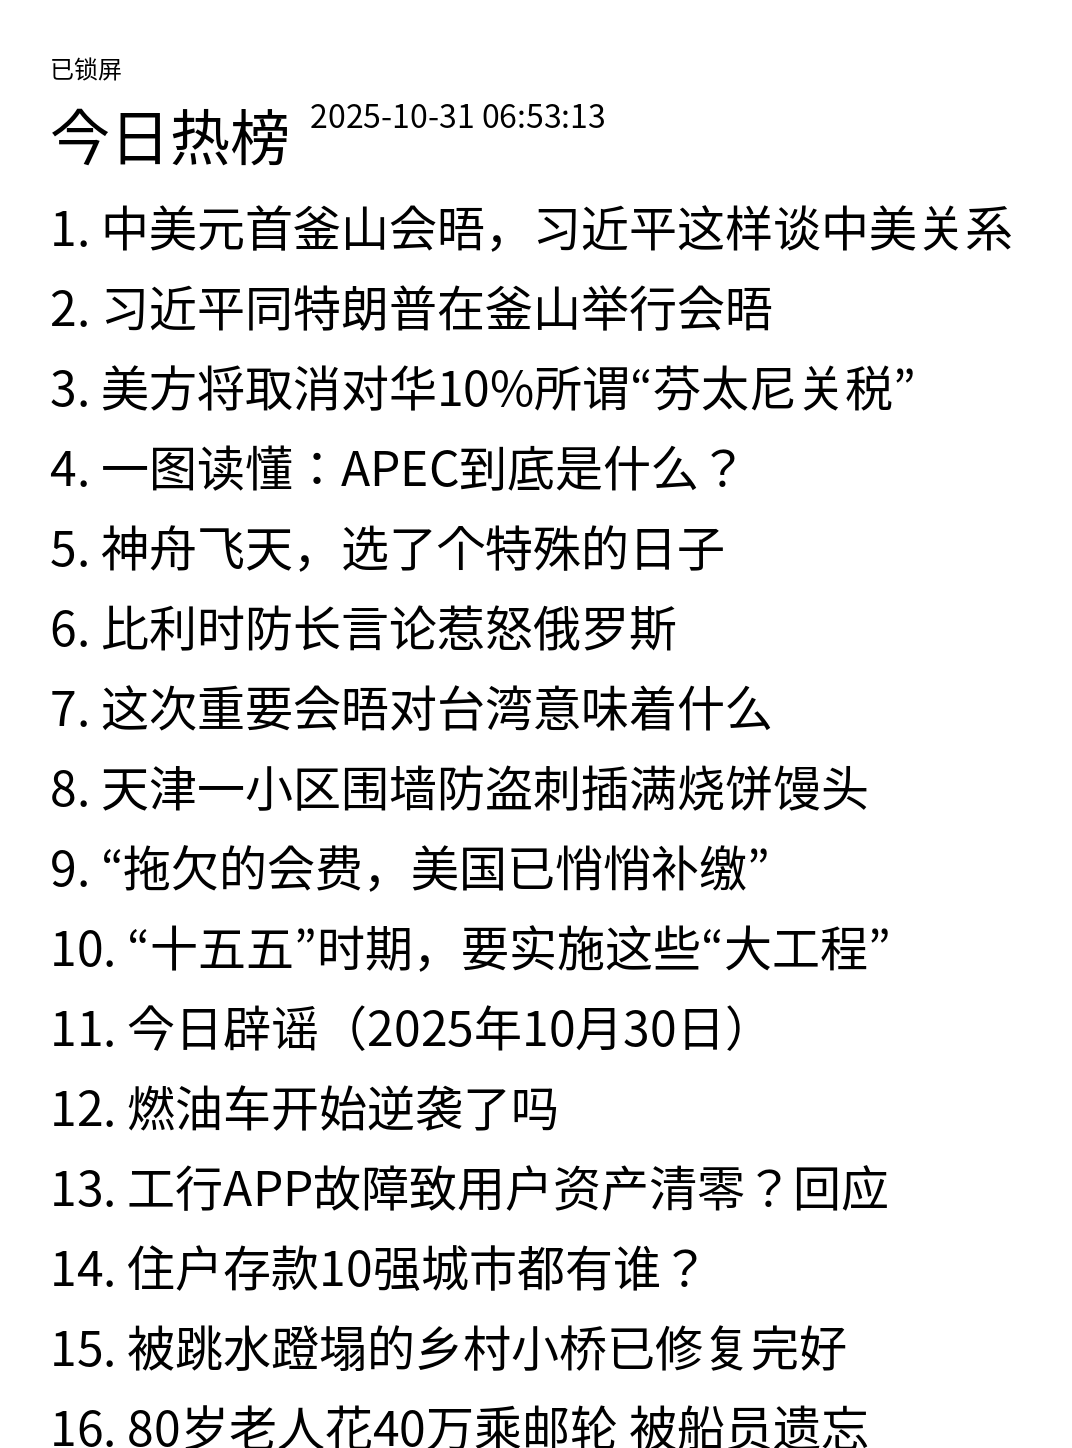 已锁屏
今日热榜 2025-10-31 06:53:13
1. 中美元首釜山会晤，习近平这样谈中美关系
2. 习近平同特朗普在釜山举行会晤
3. 美方将取消对华10%所谓“芬太尼关税”
4. 一图读懂：APEC到底是什么？
5. 神舟飞天，选了个特殊的日子
6. 比利时防长言论惹怒俄罗斯
7. 这次重要会晤对台湾意味着什么
8. 天津一小区围墙防盗刺插满烧饼馒头
9. “拖欠的会费，美国已悄悄补缴”
10. “十五五”时期，要实施这些“大工程”
11. 今日辟谣（2025年10月30日）
12. 燃油车开始逆袭了吗
13. 工行APP故障致用户资产清零？回应
14. 住户存款10强城市都有谁？
15. 被跳水蹬塌的乡村小桥已修复完好
16. 80岁老人花40万乘邮轮 被船员遗忘